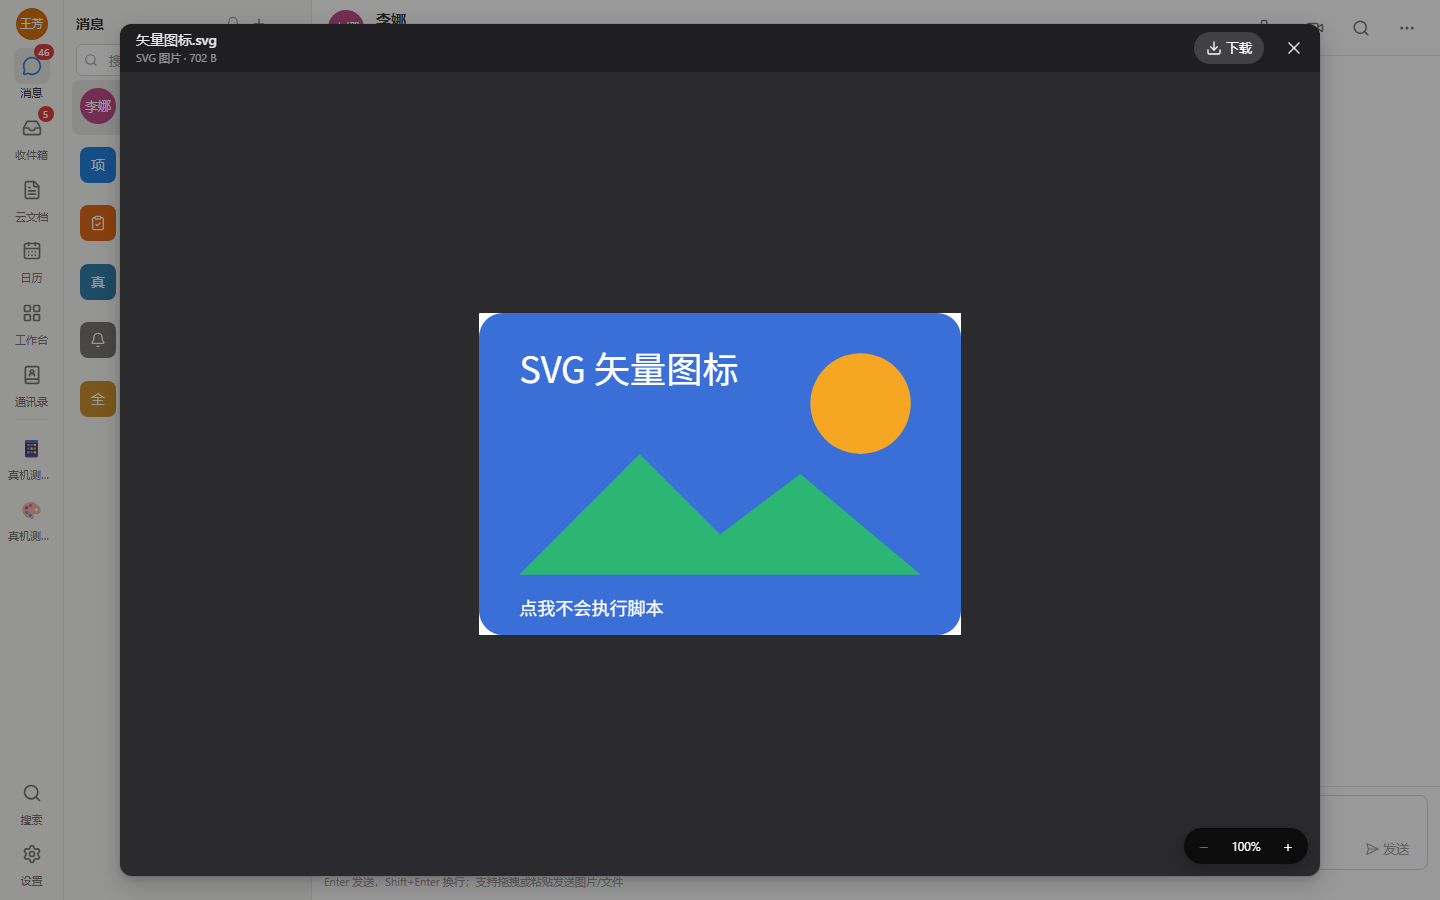 王芳
消息
李娜
矢量图标.svg
SVG 图片 · 702 B
下载
46
消息
搜
李娜
5
收件箱
项
云文档
日历
真
工作台
通讯录
全
真机测...
真机测...
SVG 矢量图标
点我不会执行脚本
搜索
设置
100%
发送
Enter 发送，Shift+Enter 换行；支持拖拽或粘贴发送图片/文件